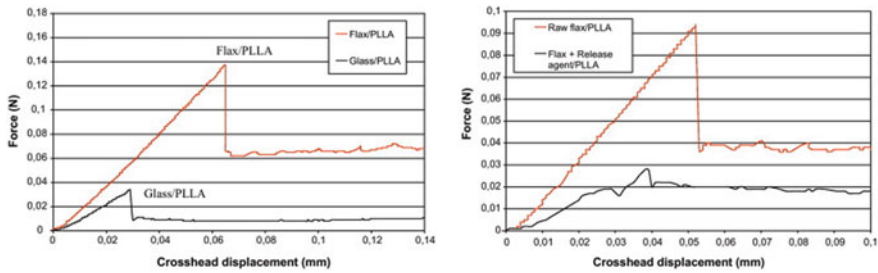 0,18
0,16
0,14
0,12
0,1
0,08
0,06
0,04
0,02
0
Force (N)
Flax/PLLA
Glass/PLLA
Flax/PLLA
Glass/PLLA
0 0,02 0,04 0,06 0,08 0,1 0,12 0,14
Crosshead displacement (mm)
0,1
0,09
0,08
0,07
0,06
0,05
0,04
0,03
0,02
0,01
0
Force (N)
Raw flax/PLLA
Flax + Release
agent/PLLA
0 0,01 0,02 0,03 0,04 0,05 0,06 0,07 0,08 0,09 0,1
Crosshead displacement (mm)